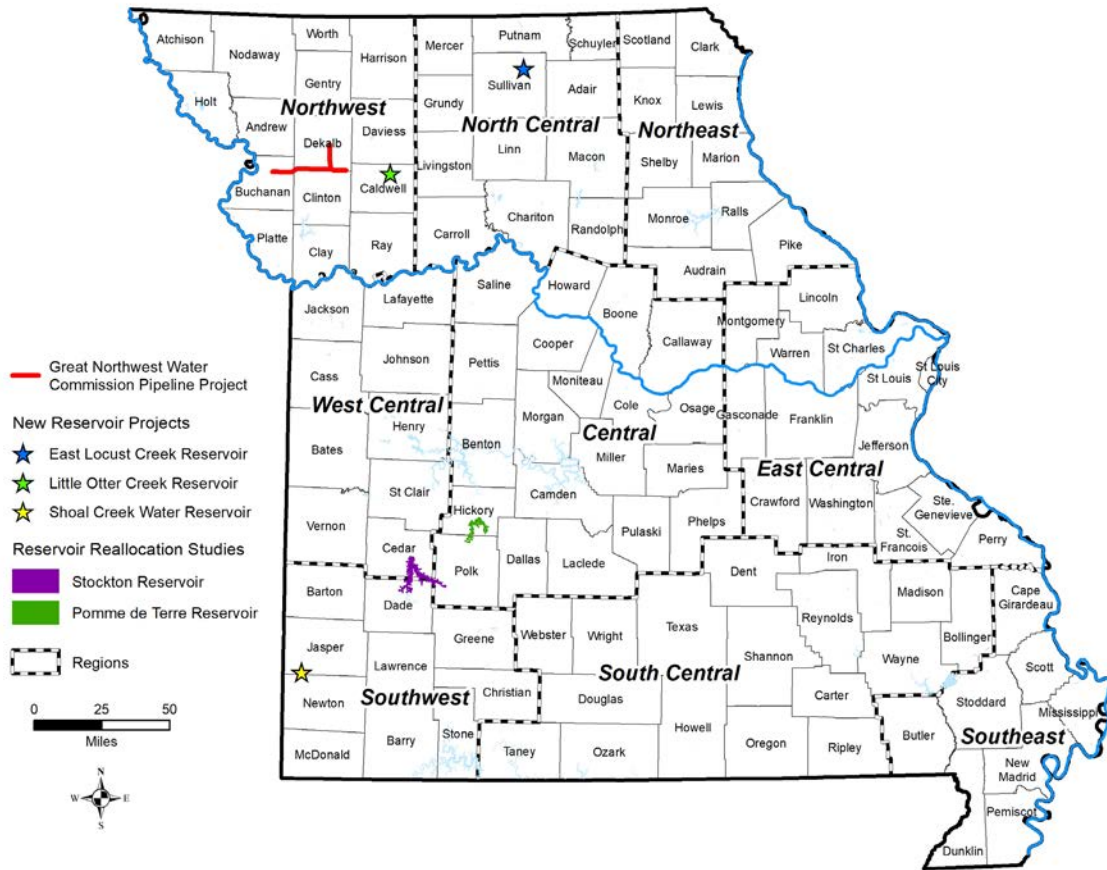 Atchison
Nodaway
Worth
Harrison
Mercer
Putnam
Schuyler
Scotland
Clark
Holt
Gentry
Sullivan
Adair
Knox
Lewis
Andrew
Northwest
Grundy
North Central
Northeast
Dekalb
Daviess
Livingston
Linn
Macon
Shelby
Marion
Buchanan
Clinton
Caldwell
Chariton
Monroe
Ralls
Platte
Clay
Ray
Carroll
Randolph
Pike
Audrain
Jackson
Lafayette
Saline
Howard
Boone
Lincoln
Montgomery
Callaway
Johnson
Pettis
Cooper
Warren
St Charles
Cass
Moniteau
St Louis
St Louis
City
West Central
Morgan
Cole
Osage
Gasconade
Franklin
Henry
Benton
Central
Jefferson
Bates
Miller
Maries
East Central
St Clair
Camden
Crawford
Washington
Ste.
Genevieve
Vernon
Hickory
Pulaski
Phelps
St.
Francois
Perry
Cedar
Polk
Dallas
Laclede
Dent
Iron
Barton
Dade
Madison
Cape
Girardeau
Greene
Webster
Wright
Texas
Reynolds
Bollinger
Jasper
Lawrence
Shannon
Wayne
Scott
Newton
Southwest
Christian
Douglas
South Central
Carter
Stoddard
Mississippi
McDonald
Barry
Stone
Taney
Ozark
Howell
Oregon
Ripley
Butler
Southeast
New
Madrid
Pemiscot
Dunklin
Great Northwest Water
Commission Pipeline Project
New Reservoir Projects
East Locust Creek Reservoir
Little Otter Creek Reservoir
Shoal Creek Water Reservoir
Reservoir Reallocation Studies
Stockton Reservoir
Pomme de Terre Reservoir
Regions
0 25 50
Miles
N
W E
S